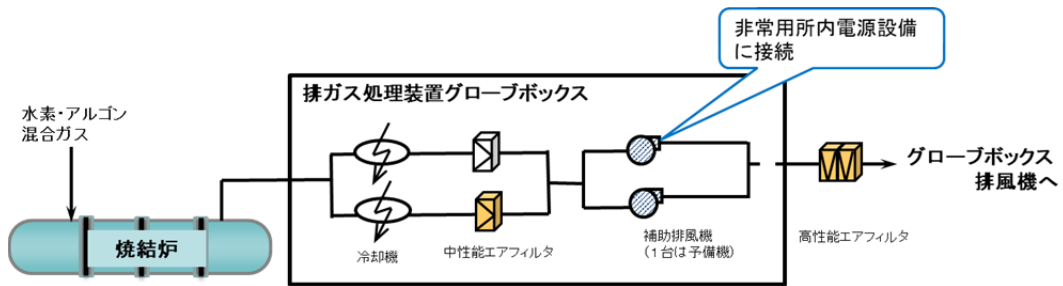 非常用所内電源設備
に接続
排ガス処理装置グローブボックス
水素・アルゴン
混合ガス
グローブボックス
排風機へ
焼結炉
冷却機
中性能エアフィルタ
補助排風機
(1台は予備機)
高性能エアフィルタ